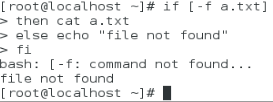 [root@localhost ~]# if [-f a.txt]
> then cat a.txt
> else echo "file not found"
> fi
bash: [-f: command not found...
file not found
[root@localhost ~]#